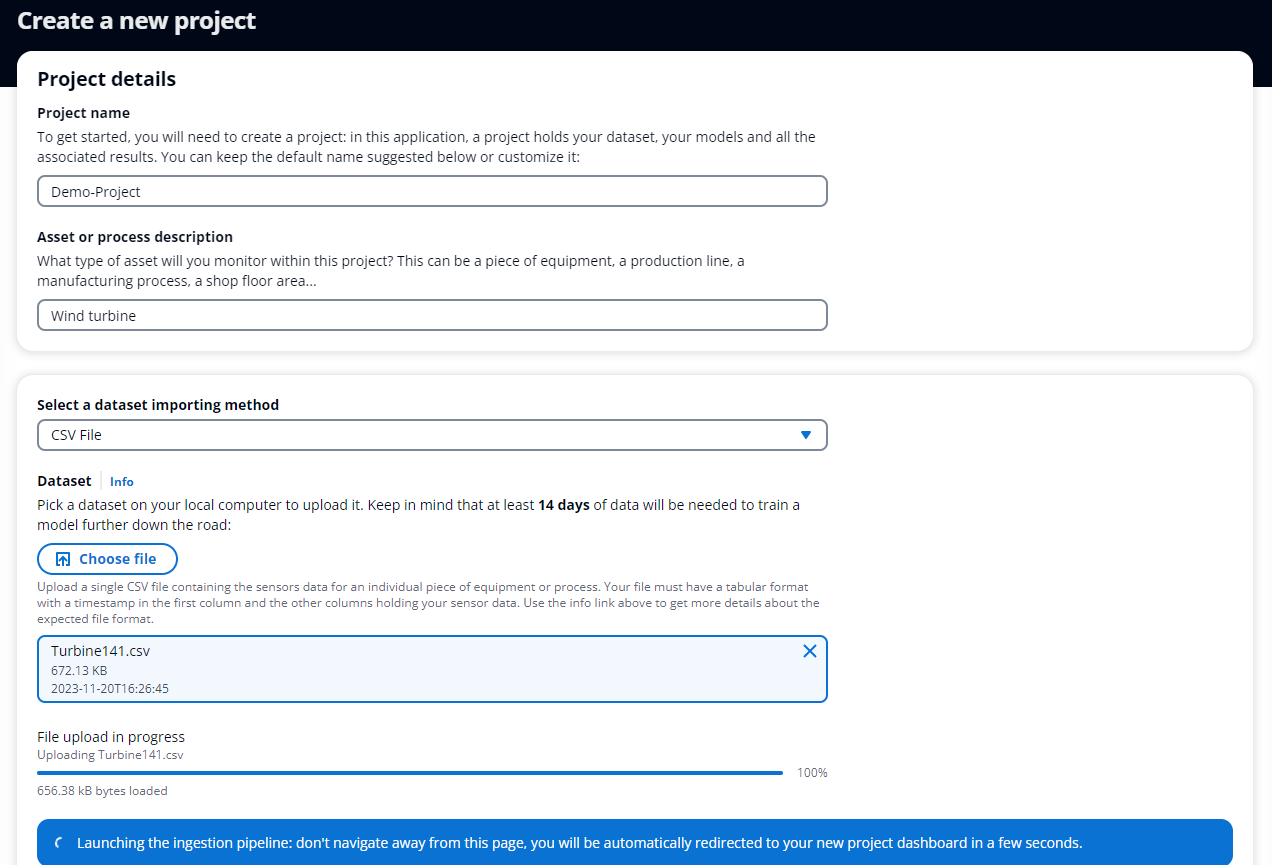 Create a new project
Project details
Project name
To get started, you will need to create a project: in this application, a project holds your dataset, your models and all the
associated results. You can keep the default name suggested below or customize it:
Demo-Project
Asset or process description
What type of asset will you monitor within this project? This can be a piece of equipment, a production line, a
manufacturing process, a shop floor area...
Wind turbine
Select a dataset importing method
CSV File
Dataset Info
Pick a dataset on your local computer to upload it. Keep in mind that at least 14 days of data will be needed to train a
model further down the road:
Choose file
Upload a single CSV file containing the sensors data for an individual piece of equipment or process. Your file must have a tabular format
with a timestamp in the first column and the other columns holding your sensor data. Use the info link above to get more details about the
expected file format.
Turbine141.csv
672.13 KB
2023-11-20T16:26:45
File upload in progress
Uploading Turbine141.csv
100%
656.38 kB bytes loaded
Launching the ingestion pipeline: don't navigate away from this page, you will be automatically redirected to your new project dashboard in a few seconds.